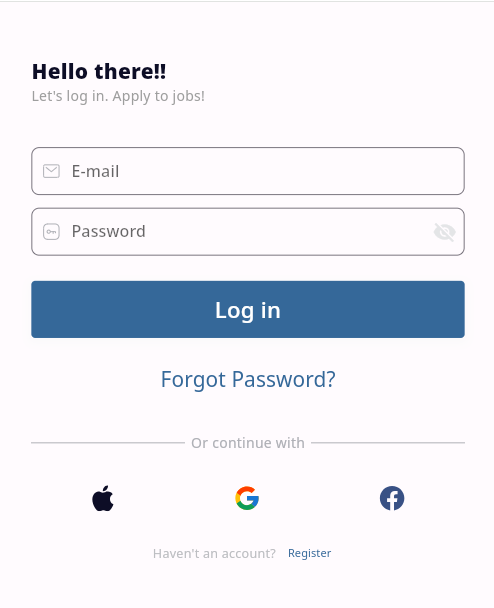 Hello there!!
Let's log in. Apply to jobs!
E-mail
Password
Log in
Forgot Password?
Or continue with
Haven't an account? Register